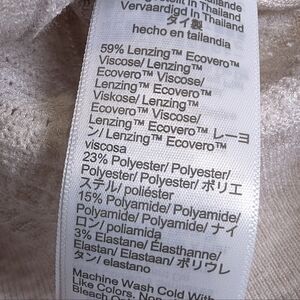 Vervaardigd In Thailand
タイ製
hecho en tailandia
59% Lenzing™ Ecovero™
Viscose/ Lenzing™
Ecovero™ Viscose/
Lenzing™ Ecovero™
Viskose/ Lenzing™
Ecovero™ Viscose/
Lenzing™ Ecovero™ レーヨ
ン/ Lenzing™ Ecovero™
viscosa
23% Polyester/ Polyester/
Polyester/ Polyester/ ポリエ
ステル/ poliéster
15% Polyamide/ Polyamide/
Polyamide/ Polyamide/ ナイ
ロン/ poliamida
3% Elastane/ Élasthanne/
Elastan/ Elastaan/ ポリウレ
タン/ elastano
Machine Wash Cold With
Like Colors. Non
Bleach